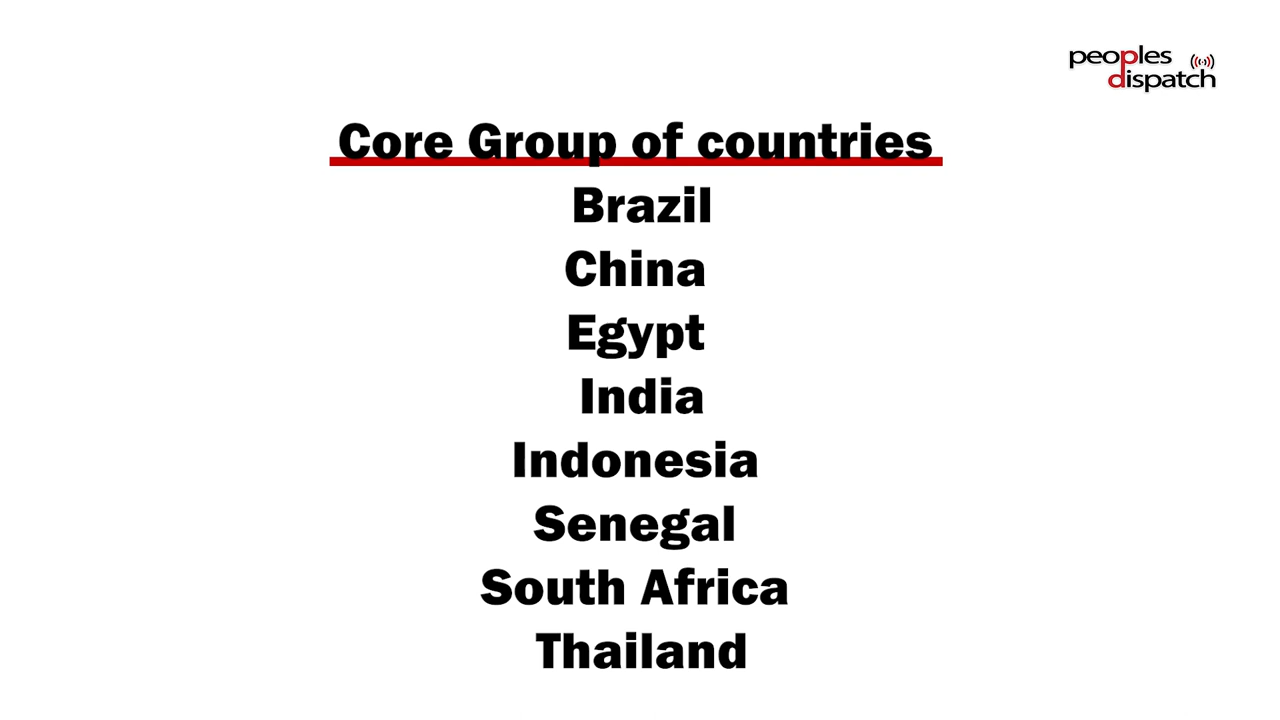 peoples
dispatch
Core Group of countries
Brazil
China
Egypt
India
Indonesia
Senegal
South Africa
Thailand